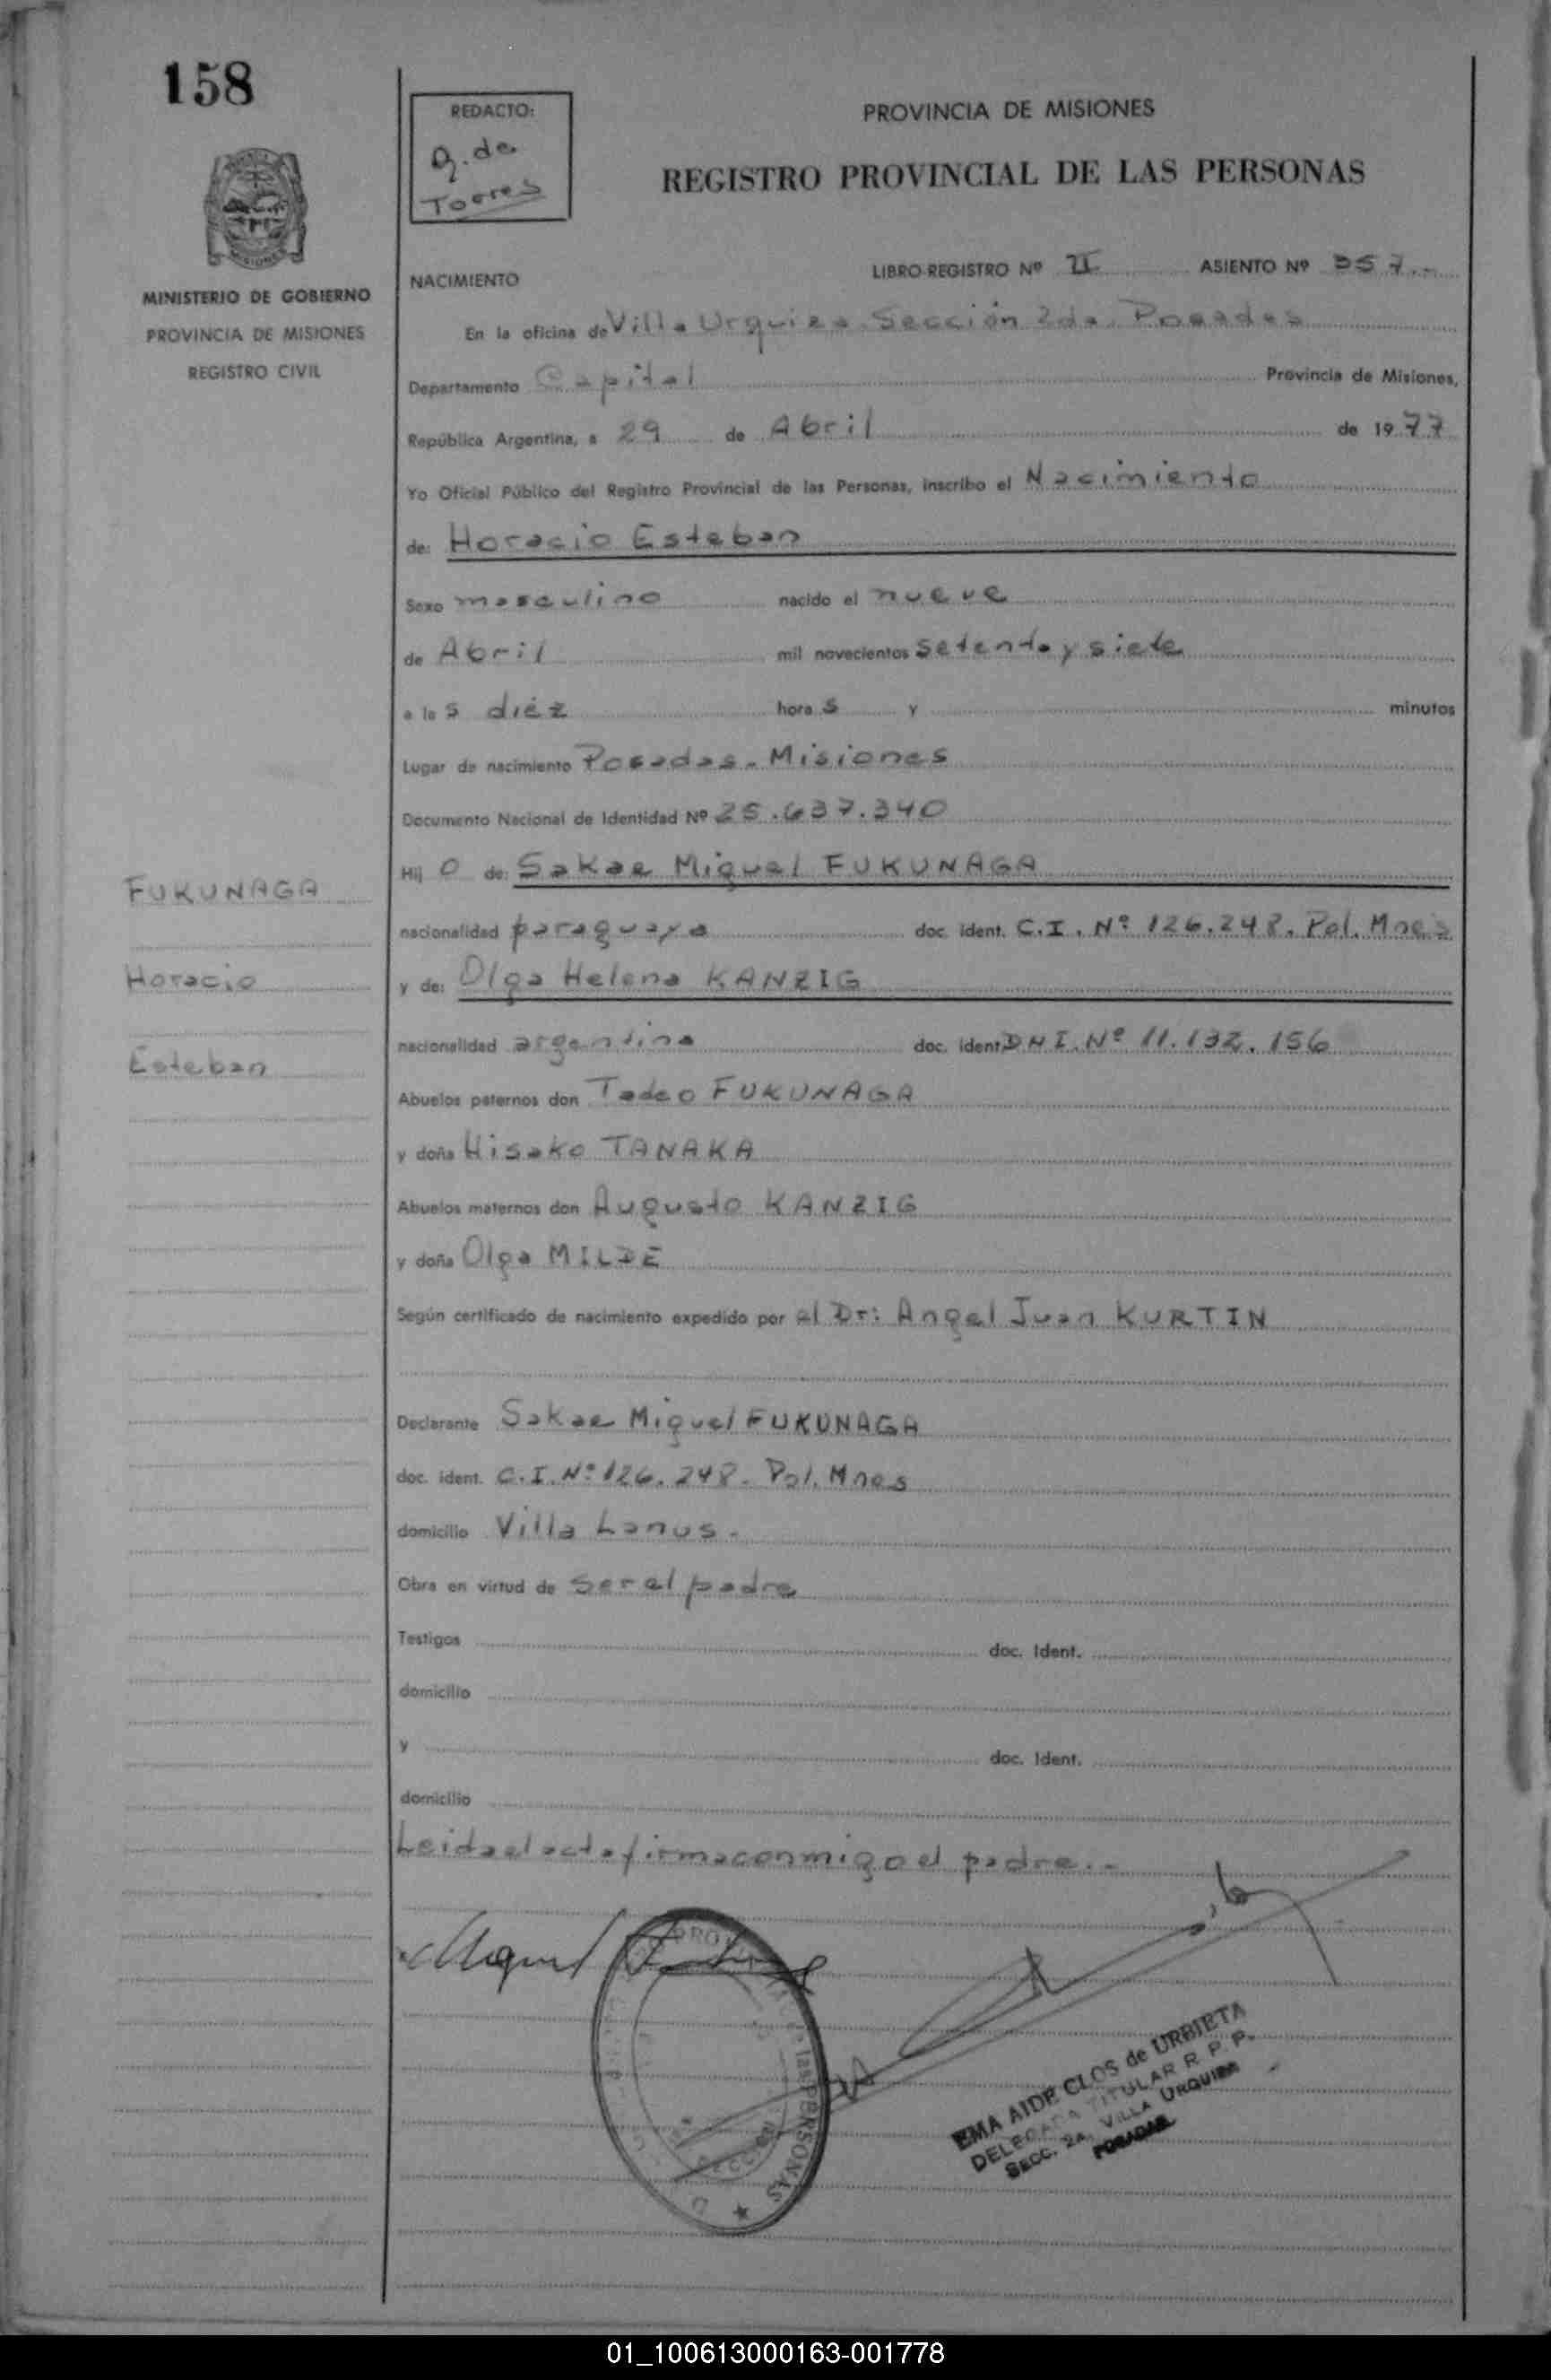 158
REDACTO:
G. de
Torres
PROVINCIA DE MISIONES
REGISTRO PROVINCIAL DE LAS PERSONAS
MISIONES
MINISTERIO DE GOBIERNO
PROVINCIA DE MISIONES
REGISTRO CIVIL
NACIMIENTO LIBRO-REGISTRO Nº II ASIENTO Nº 357.-
En la oficina de Villa Urquiza Sección 2da. Posadas
Departamento Capital Provincia de Misiones,
República Argentina, a 29 de Abril de 1977
Yo Oficial Público del Registro Provincial de las Personas, inscribo el Nacimiento
de: Horacio Esteban
Sexo masculino nacido el nueve
de Abril mil novecientos setenta y siete
a las diéz horas y minutos
Lugar de nacimiento Posadas - Misiones
Documento Nacional de Identidad Nº 25.637.340
FUKUNAGA
Horacio
Esteban
Hijo de: Sakae Miguel FUKUNAGA
nacionalidad paraguaya doc. ident. C.I. Nº 126.248. Pol. Mnes
y de: Olga Helena KANZIG
nacionalidad argentina doc. ident DNI. Nº 11.132.156
Abuelos paternos don Tadeo FUKUNAGA
y doña Hisako TANAKA
Abuelos maternos don Augusto KANZIG
y doña Olga MILDE
Según certificado de nacimiento expedido por el Dr: Angel Juan KURTIN
Declarante Sakae Miguel FUKUNAGA
doc. ident. C.I. Nº 126.248- Pol. Mnes
domicilio Villa Lanus.-
Obra en virtud de ser el padre
Testigos doc. Ident.
domicilio
y doc. Ident.
domicilio
Leida el acta firma conmigo el padre.-
Miguel
las PERSONAS
EMA AIDE CLOS de URBIETA
DELEGADA TITULAR R. P. P.
SECC. 2a. VILLA URQUIZA
POSADAS
01_100613000163-001778